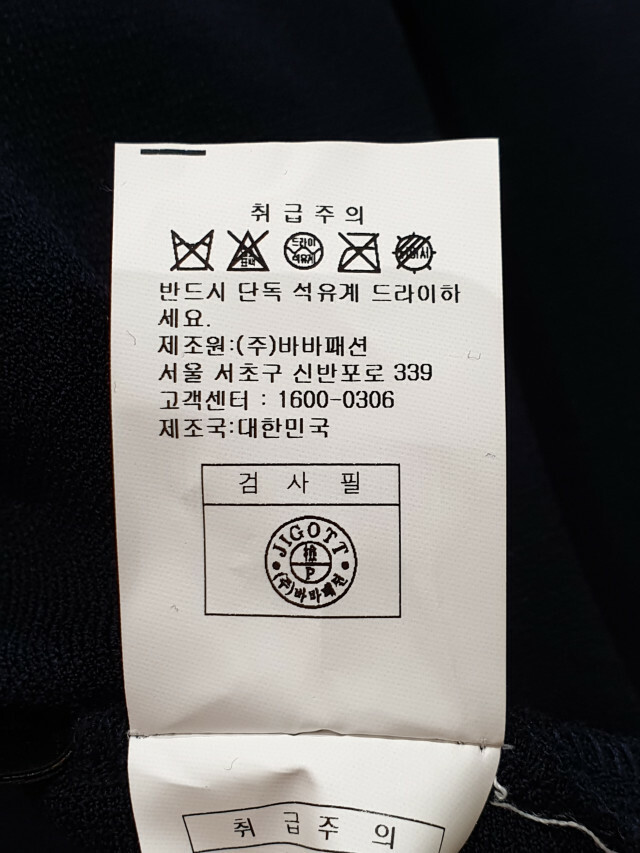 취급주의
드라이
석유계
반드시 단독 석유계 드라이하
세요.
제조원:(주)바바패션
서울 서초구 신반포로 339
고객센터 : 1600-0306
제조국:대한민국
검사필
JIGOTT
P
(주)바바패션
취급주의